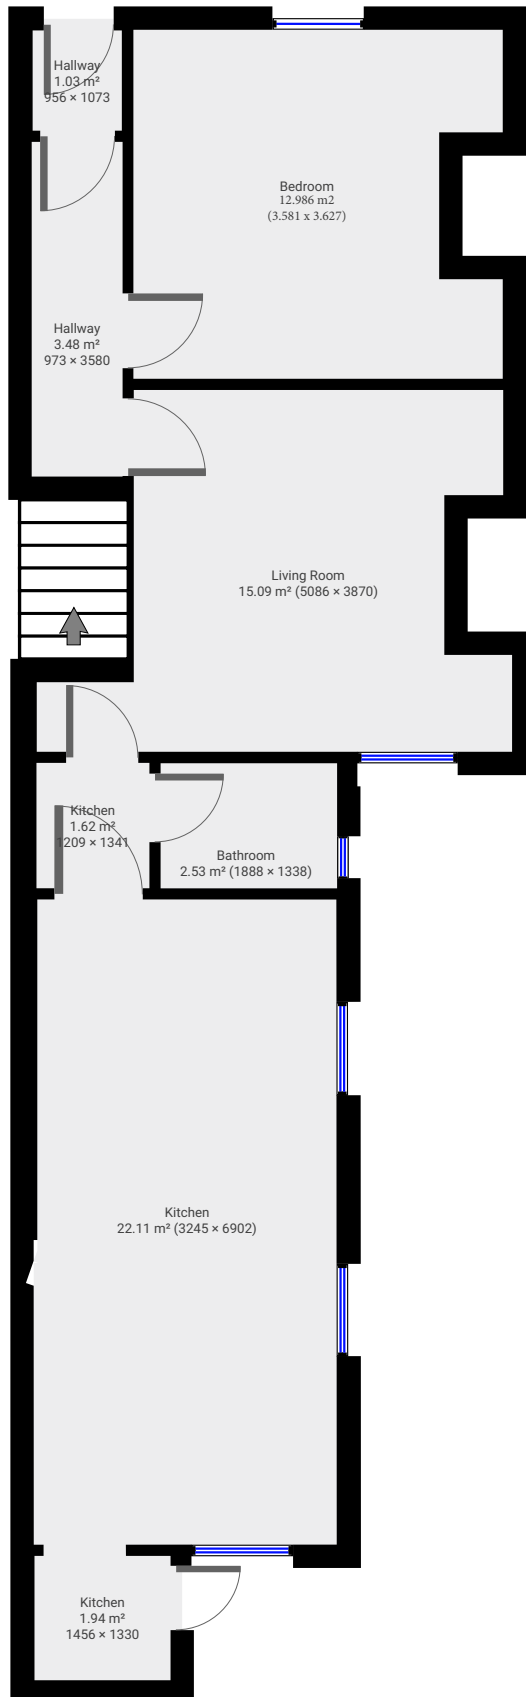 Hallway
1.03 m²
956 × 1073
Bedroom
12.986 m2
(3.581 x 3.627)
Hallway
3.48 m²
973 × 3580
Living Room
15.09 m² (5086 × 3870)
Kitchen
1.62 m²
1209 × 1341
Bathroom
2.53 m² (1888 × 1338)
Kitchen
22.11 m² (3245 × 6902)
Kitchen
1.94 m²
1456 × 1330